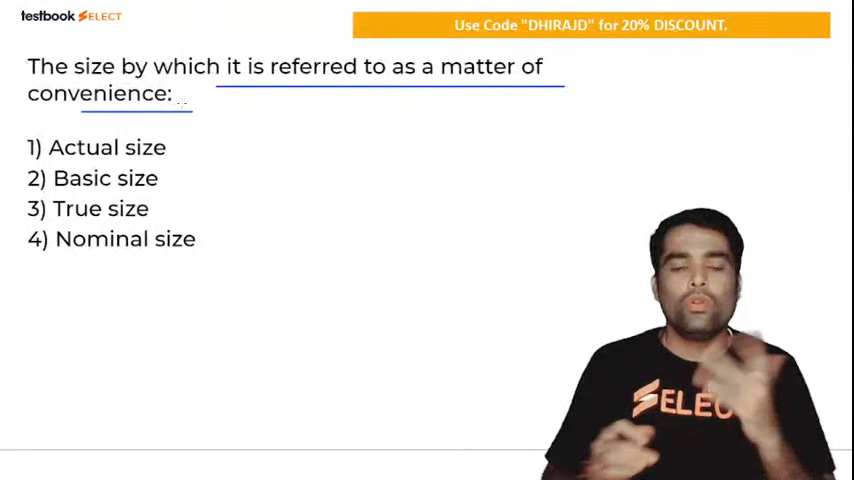 testbook SELECT
Use Code "DHIRAJD" for 20% DISCOUNT.
The size by which it is referred to as a matter of
convenience:
1) Actual size
2) Basic size
3) True size
4) Nominal size
SELEC